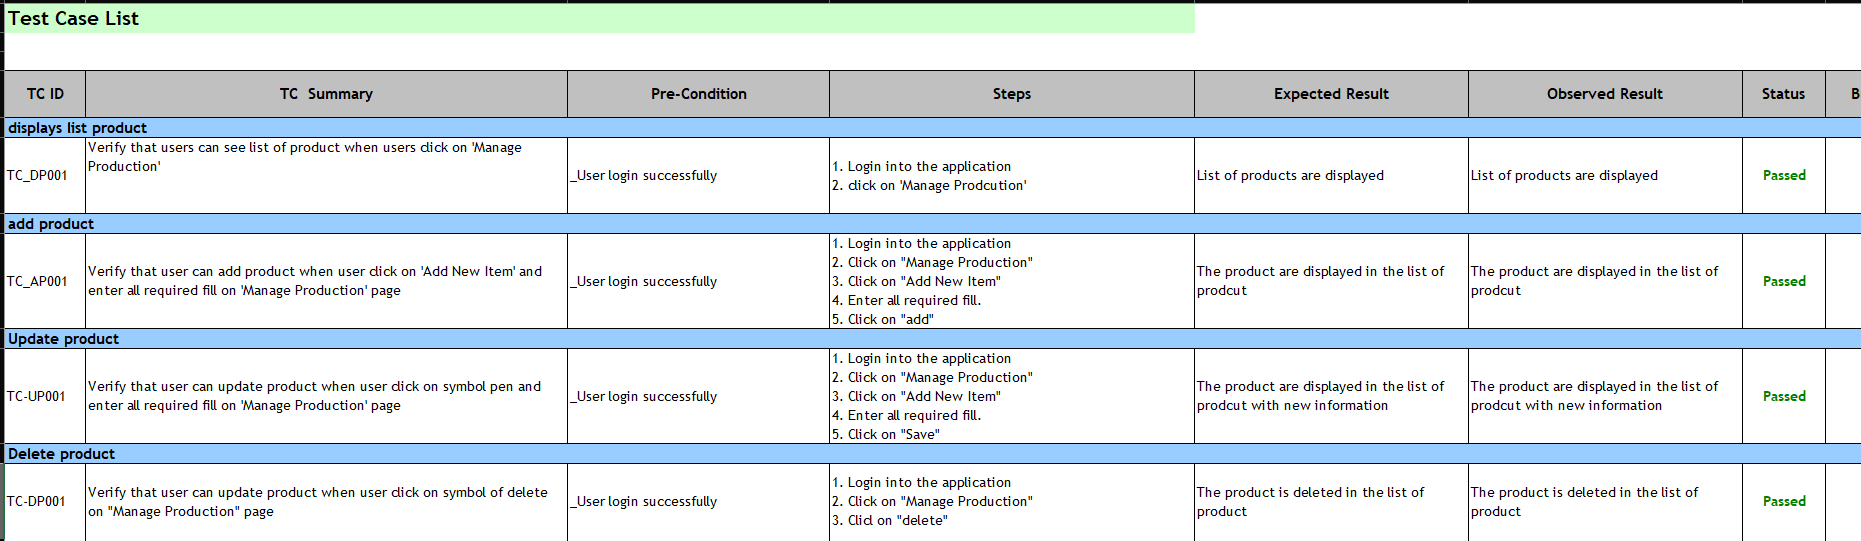 Test Case List
TC ID
TC  Summary
Pre-Condition
Steps
Expected Result
Observed Result
Status
B
displays list product
TC_DP001
Verify that users can see list of product when users click on 'Manage
Production'
_User login successfully
1. Login into the application
2. click on 'Manage Prodcution'
List of products are displayed
List of products are displayed
Passed
add product
TC_AP001
Verify that user can add product when user click on 'Add New Item' and
enter all required fill on 'Manage Production' page
_User login successfully
1. Login into the application
2. Click on "Manage Production"
3. Click on "Add New Item"
4. Enter all required fill.
5. Click on "add"
The product are displayed in the list of
prodcut
The product are displayed in the list of
prodcut
Passed
Update product
TC-UP001
Verify that user can update product when user click on symbol pen and
enter all required fill on 'Manage Production' page
_User login successfully
1. Login into the application
2. Click on "Manage Production"
3. Click on "Add New Item"
4. Enter all required fill.
5. Click on "Save"
The product are displayed in the list of
prodcut with new information
The product are displayed in the list of
prodcut with new information
Passed
Delete product
TC-DP001
Verify that user can update product when user click on symbol of delete
on "Manage Production" page
_User login successfully
1. Login into the application
2. Click on "Manage Production"
3. Clicl on "delete"
The product is deleted in the list of
product
The product is deleted in the list of
product
Passed